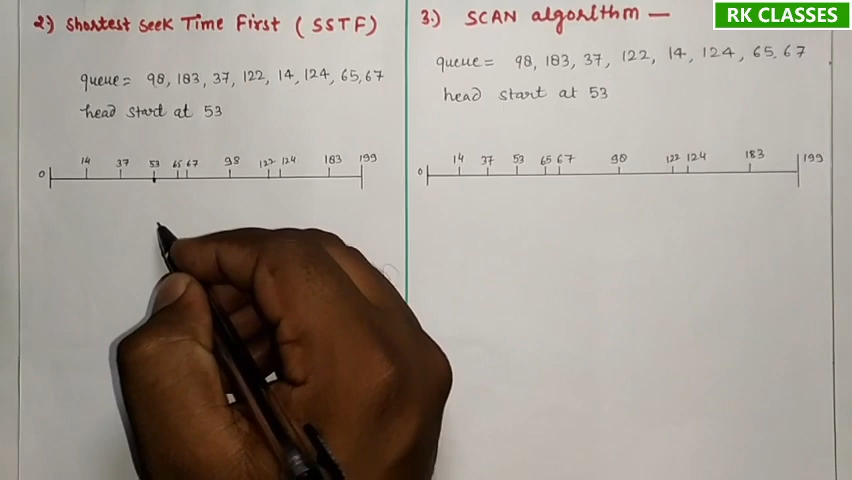 RK CLASSES
2) Shortest Seek Time First (SSTF)
queue= 98, 183, 37, 122, 14, 124, 65, 67
head start at 53
0 14 37 53 65 67 98 122 124 183 199
3.) SCAN algorithm —
queue= 98, 183, 37, 122, 14, 124, 65, 67
head start at 53
0 14 37 53 65 67 98 122 124 183 199